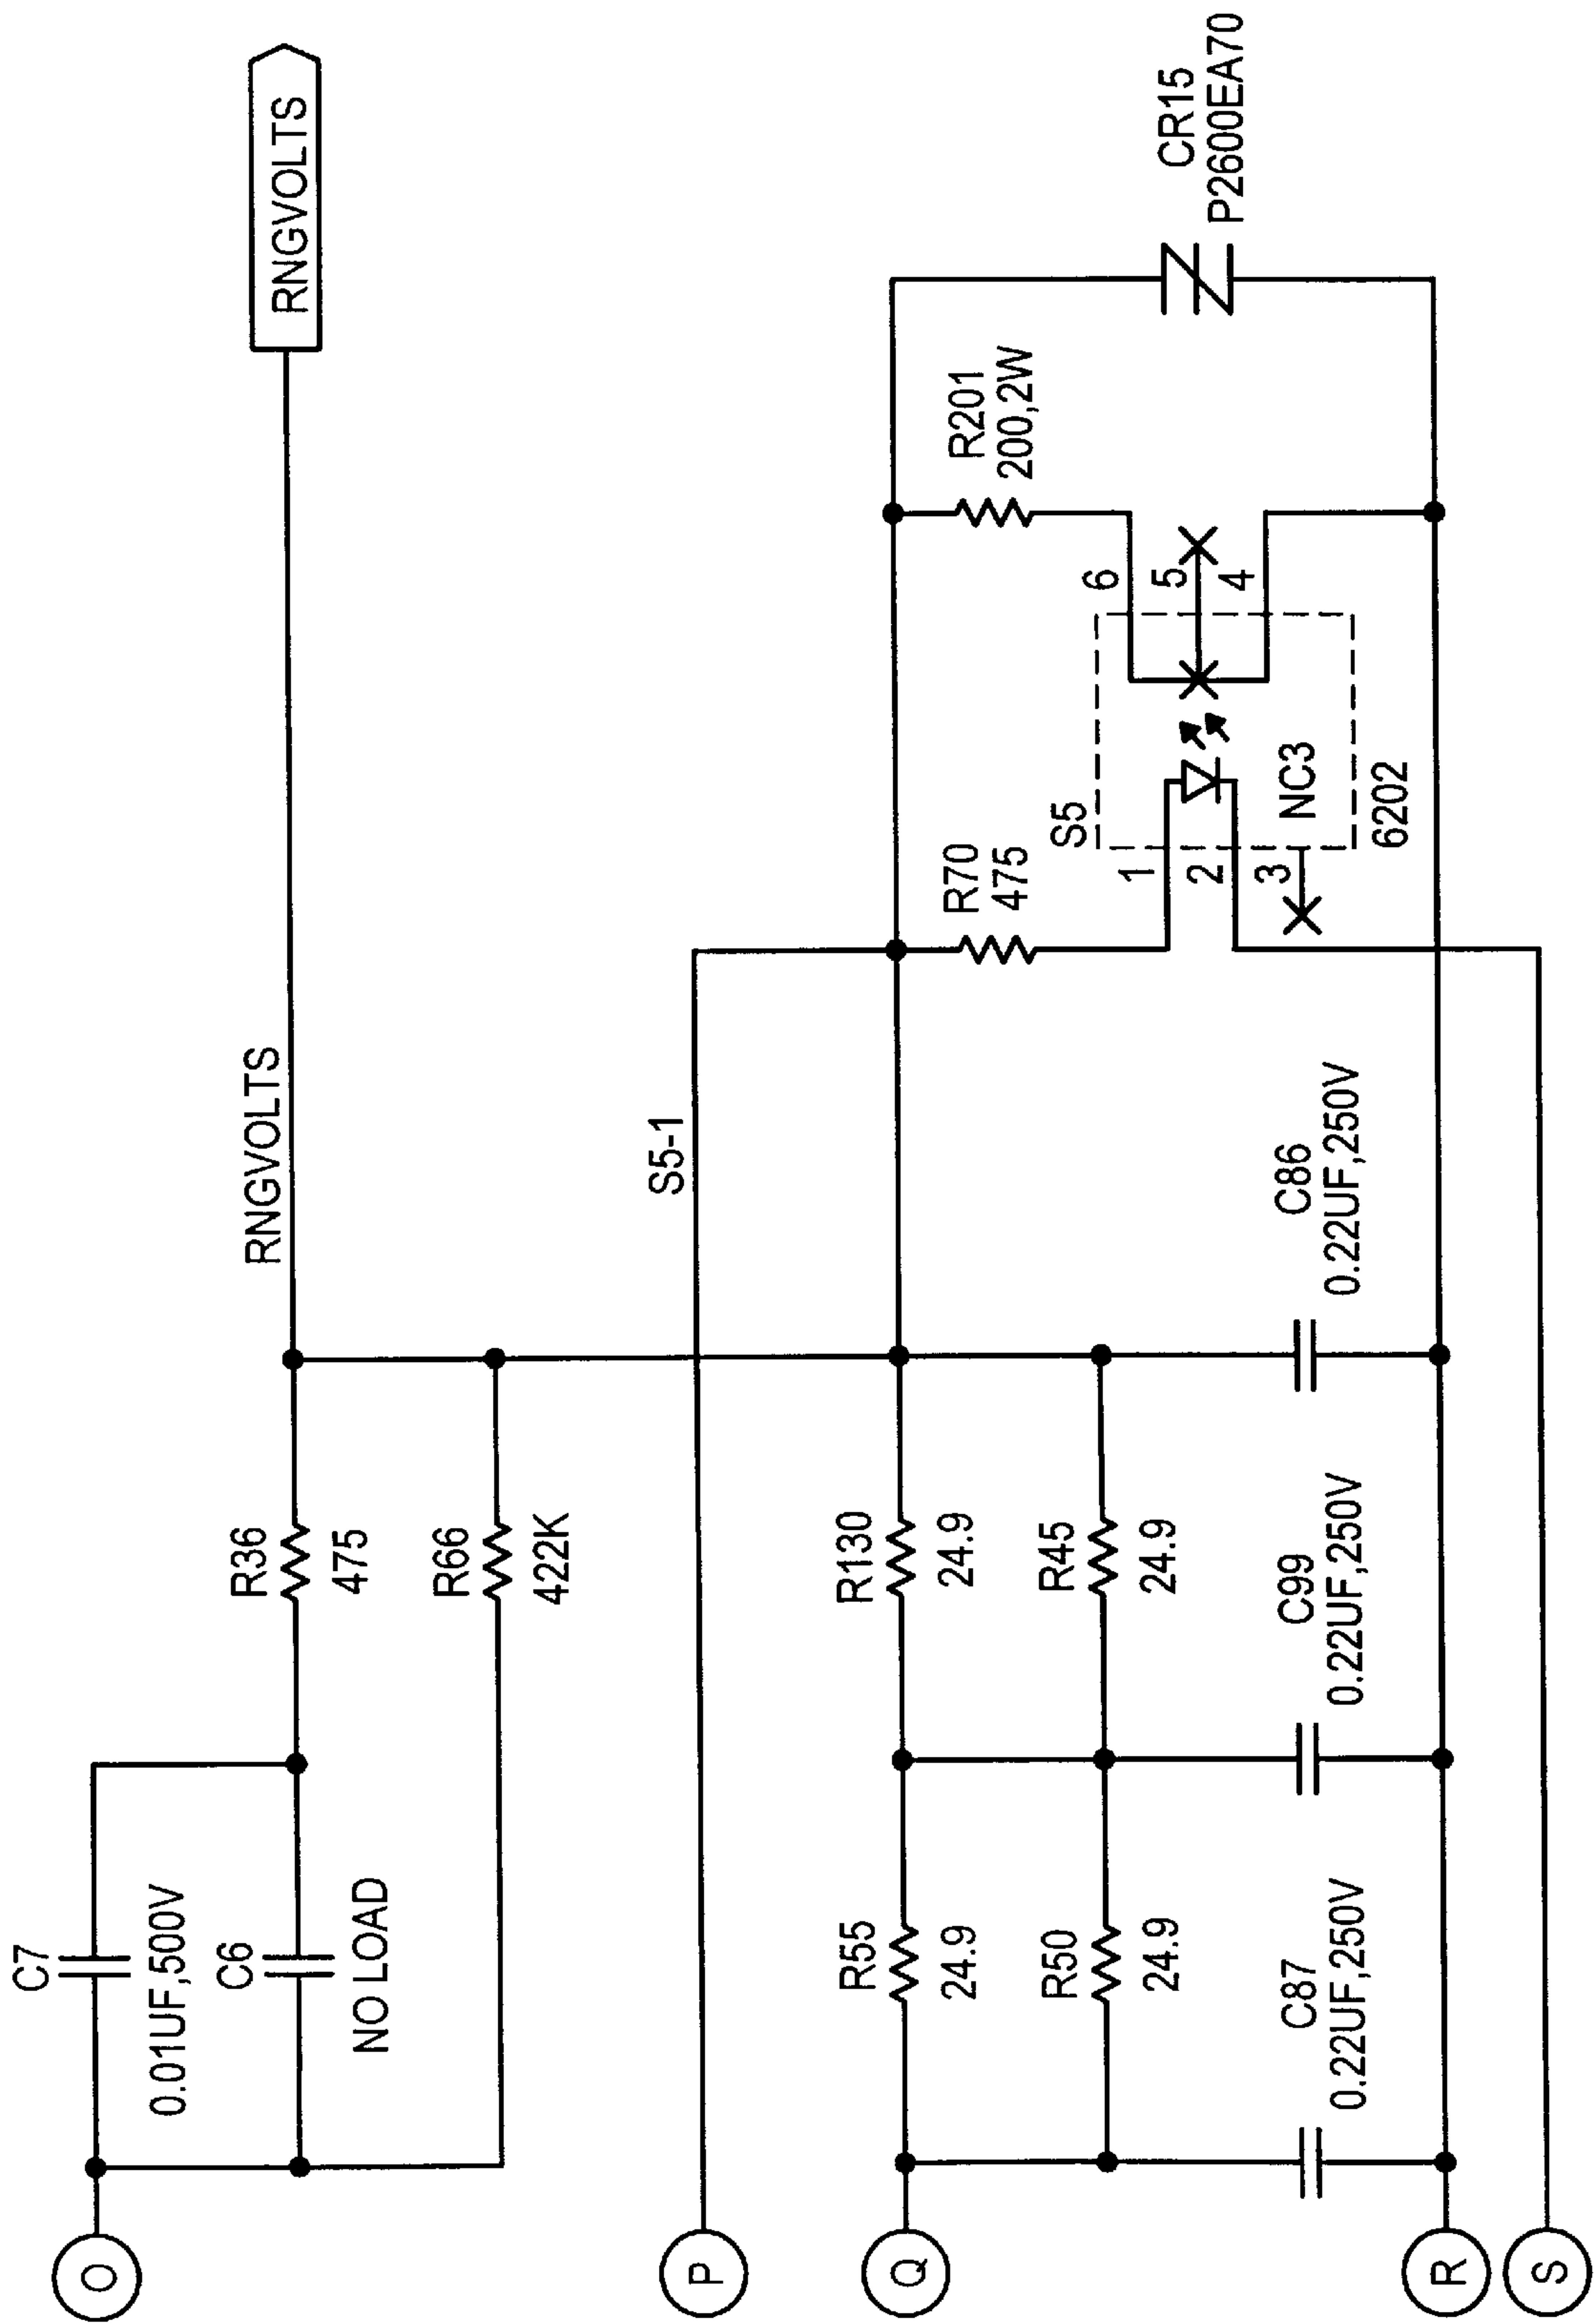 C7
0.01UF,500V
C6
NO LOAD
R36
475
R66
422K
RNGVOLTS
RNGVOLTS
O
P
S5-1
Q
R55
24.9
R50
24.9
R130
24.9
R45
24.9
C87
0.22UF,250V
C99
0.22UF,250V
C86
0.22UF,250V
R70
475
S5
1
2
3
NC3
6202
6
5
4
R201
200,2W
CR15
P2600EA70
R
S